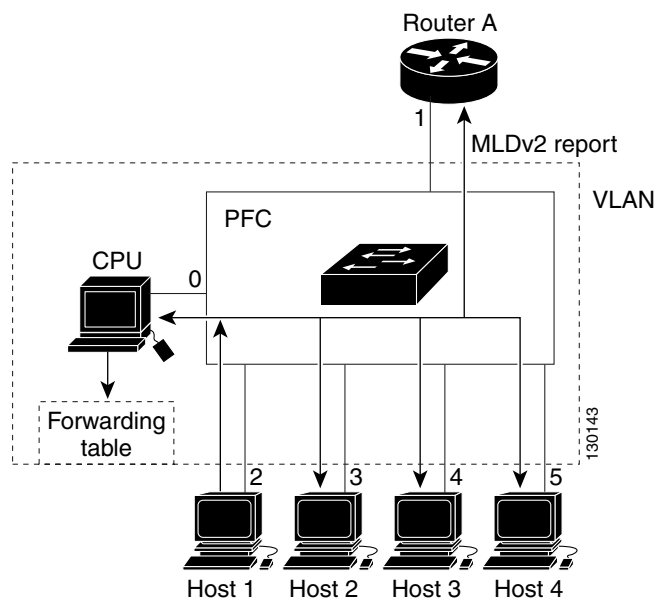 Router A
1
MLDv2 report
VLAN
PFC
CPU
0
Forwarding
table
130143
2
3
4
5
Host 1
Host 2
Host 3
Host 4